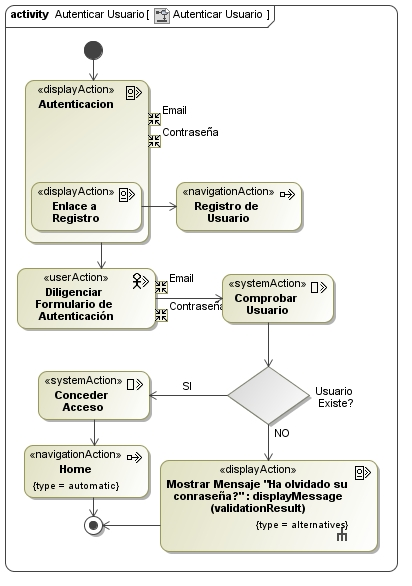 activity Autenticar Usuario[ Autenticar Usuario ]
«displayAction»
Autenticacion
Email
Contraseña
«displayAction»
Enlace a
Registro
«navigationAction»
Registro de
Usuario
«userAction»
Diligenciar
Formulario de
Autenticación
Email
Contraseña
«systemAction»
Comprobar
Usuario
Usuario
Existe?
SI
NO
«systemAction»
Conceder
Acceso
«navigationAction»
Home
{type = automatic}
«displayAction»
Mostrar Mensaje "Ha olvidado su
conraseña?" : displayMessage
(validationResult)
{type = alternatives}